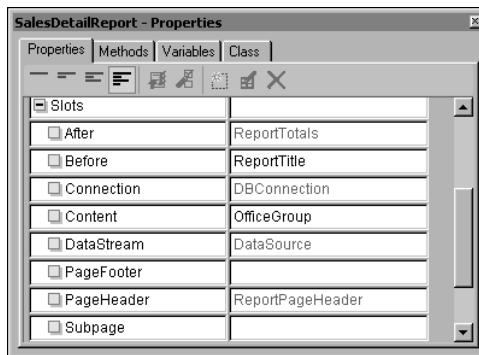 SalesDetailReport - Properties
Properties Methods Variables Class
Slots
After ReportTotals
Before ReportTitle
Connection DBConnection
Content OfficeGroup
DataStream DataSource
PageFooter
PageHeader ReportPageHeader
Subpage